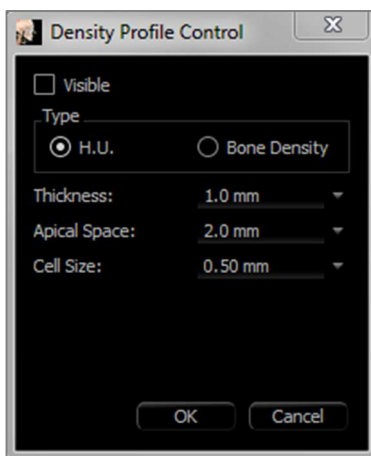 Density Profile Control
Visible
Type
H.U. Bone Density
Thickness: 1.0 mm
Apical Space: 2.0 mm
Cell Size: 0.50 mm
OK Cancel